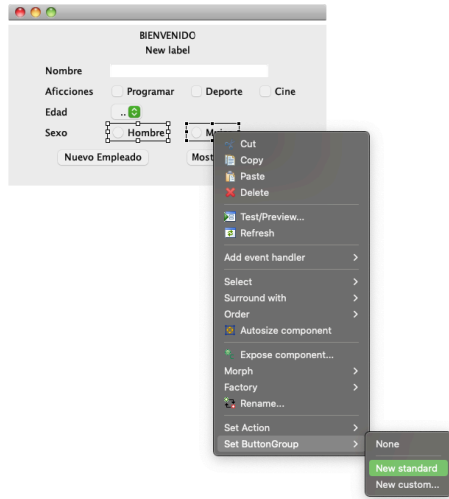 BIENVENIDO
New label
Nombre
Aficciones Programar Deporte Cine
Edad ..
Sexo Hombre
Nuevo Empleado Most
Cut
Copy
Paste
Delete
Test/Preview...
Refresh
Add event handler
Select
Surround with
Order
Autosize component
Expose component...
Morph
Factory
Rename...
Set Action
Set ButtonGroup
None
New standard
New custom...